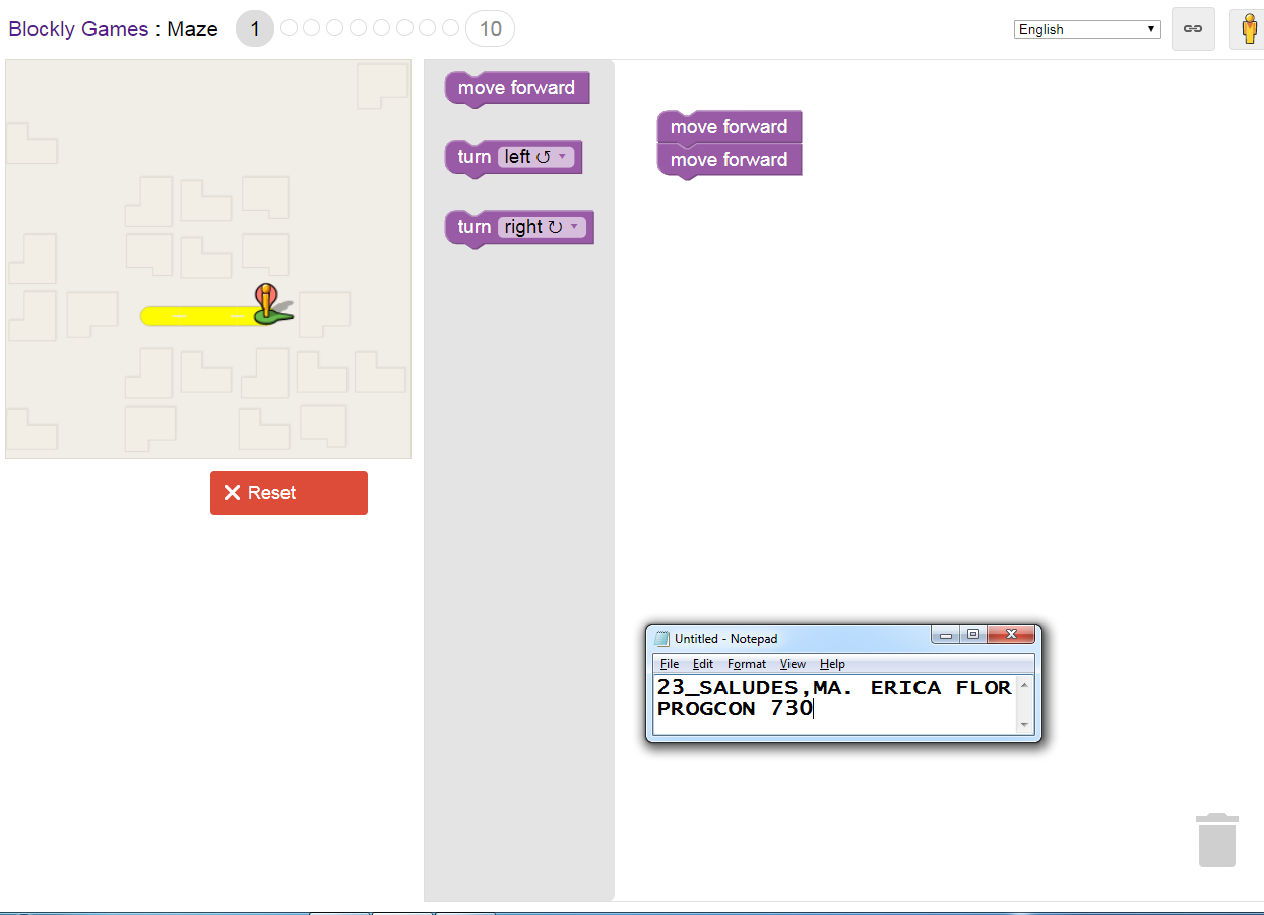 Blockly Games : Maze 1 10 English
move forward
turn left ↺ ▾
turn right ↻ ▾
move forward
move forward
Reset
Untitled - Notepad
File Edit Format View Help
23_SALUDES,MA. ERICA FLOR
PROGCON 730